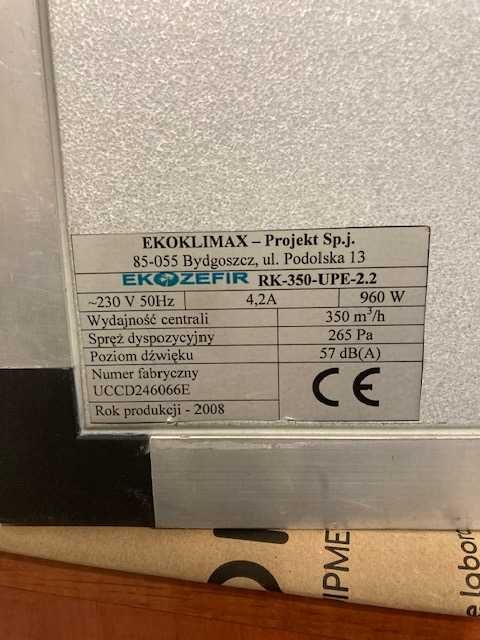 EKOKLIMAX – Projekt Sp.j.
85-055 Bydgoszcz, ul. Podolska 13
EKOZEFIR RK-350-UPE-2.2
~230 V 50Hz 4,2A 960 W
Wydajność centrali 350 m³/h
Spręż dyspozycyjny 265 Pa
Poziom dźwięku 57 dB(A)
Numer fabryczny
UCCD246066E
CE
Rok produkcji - 2008